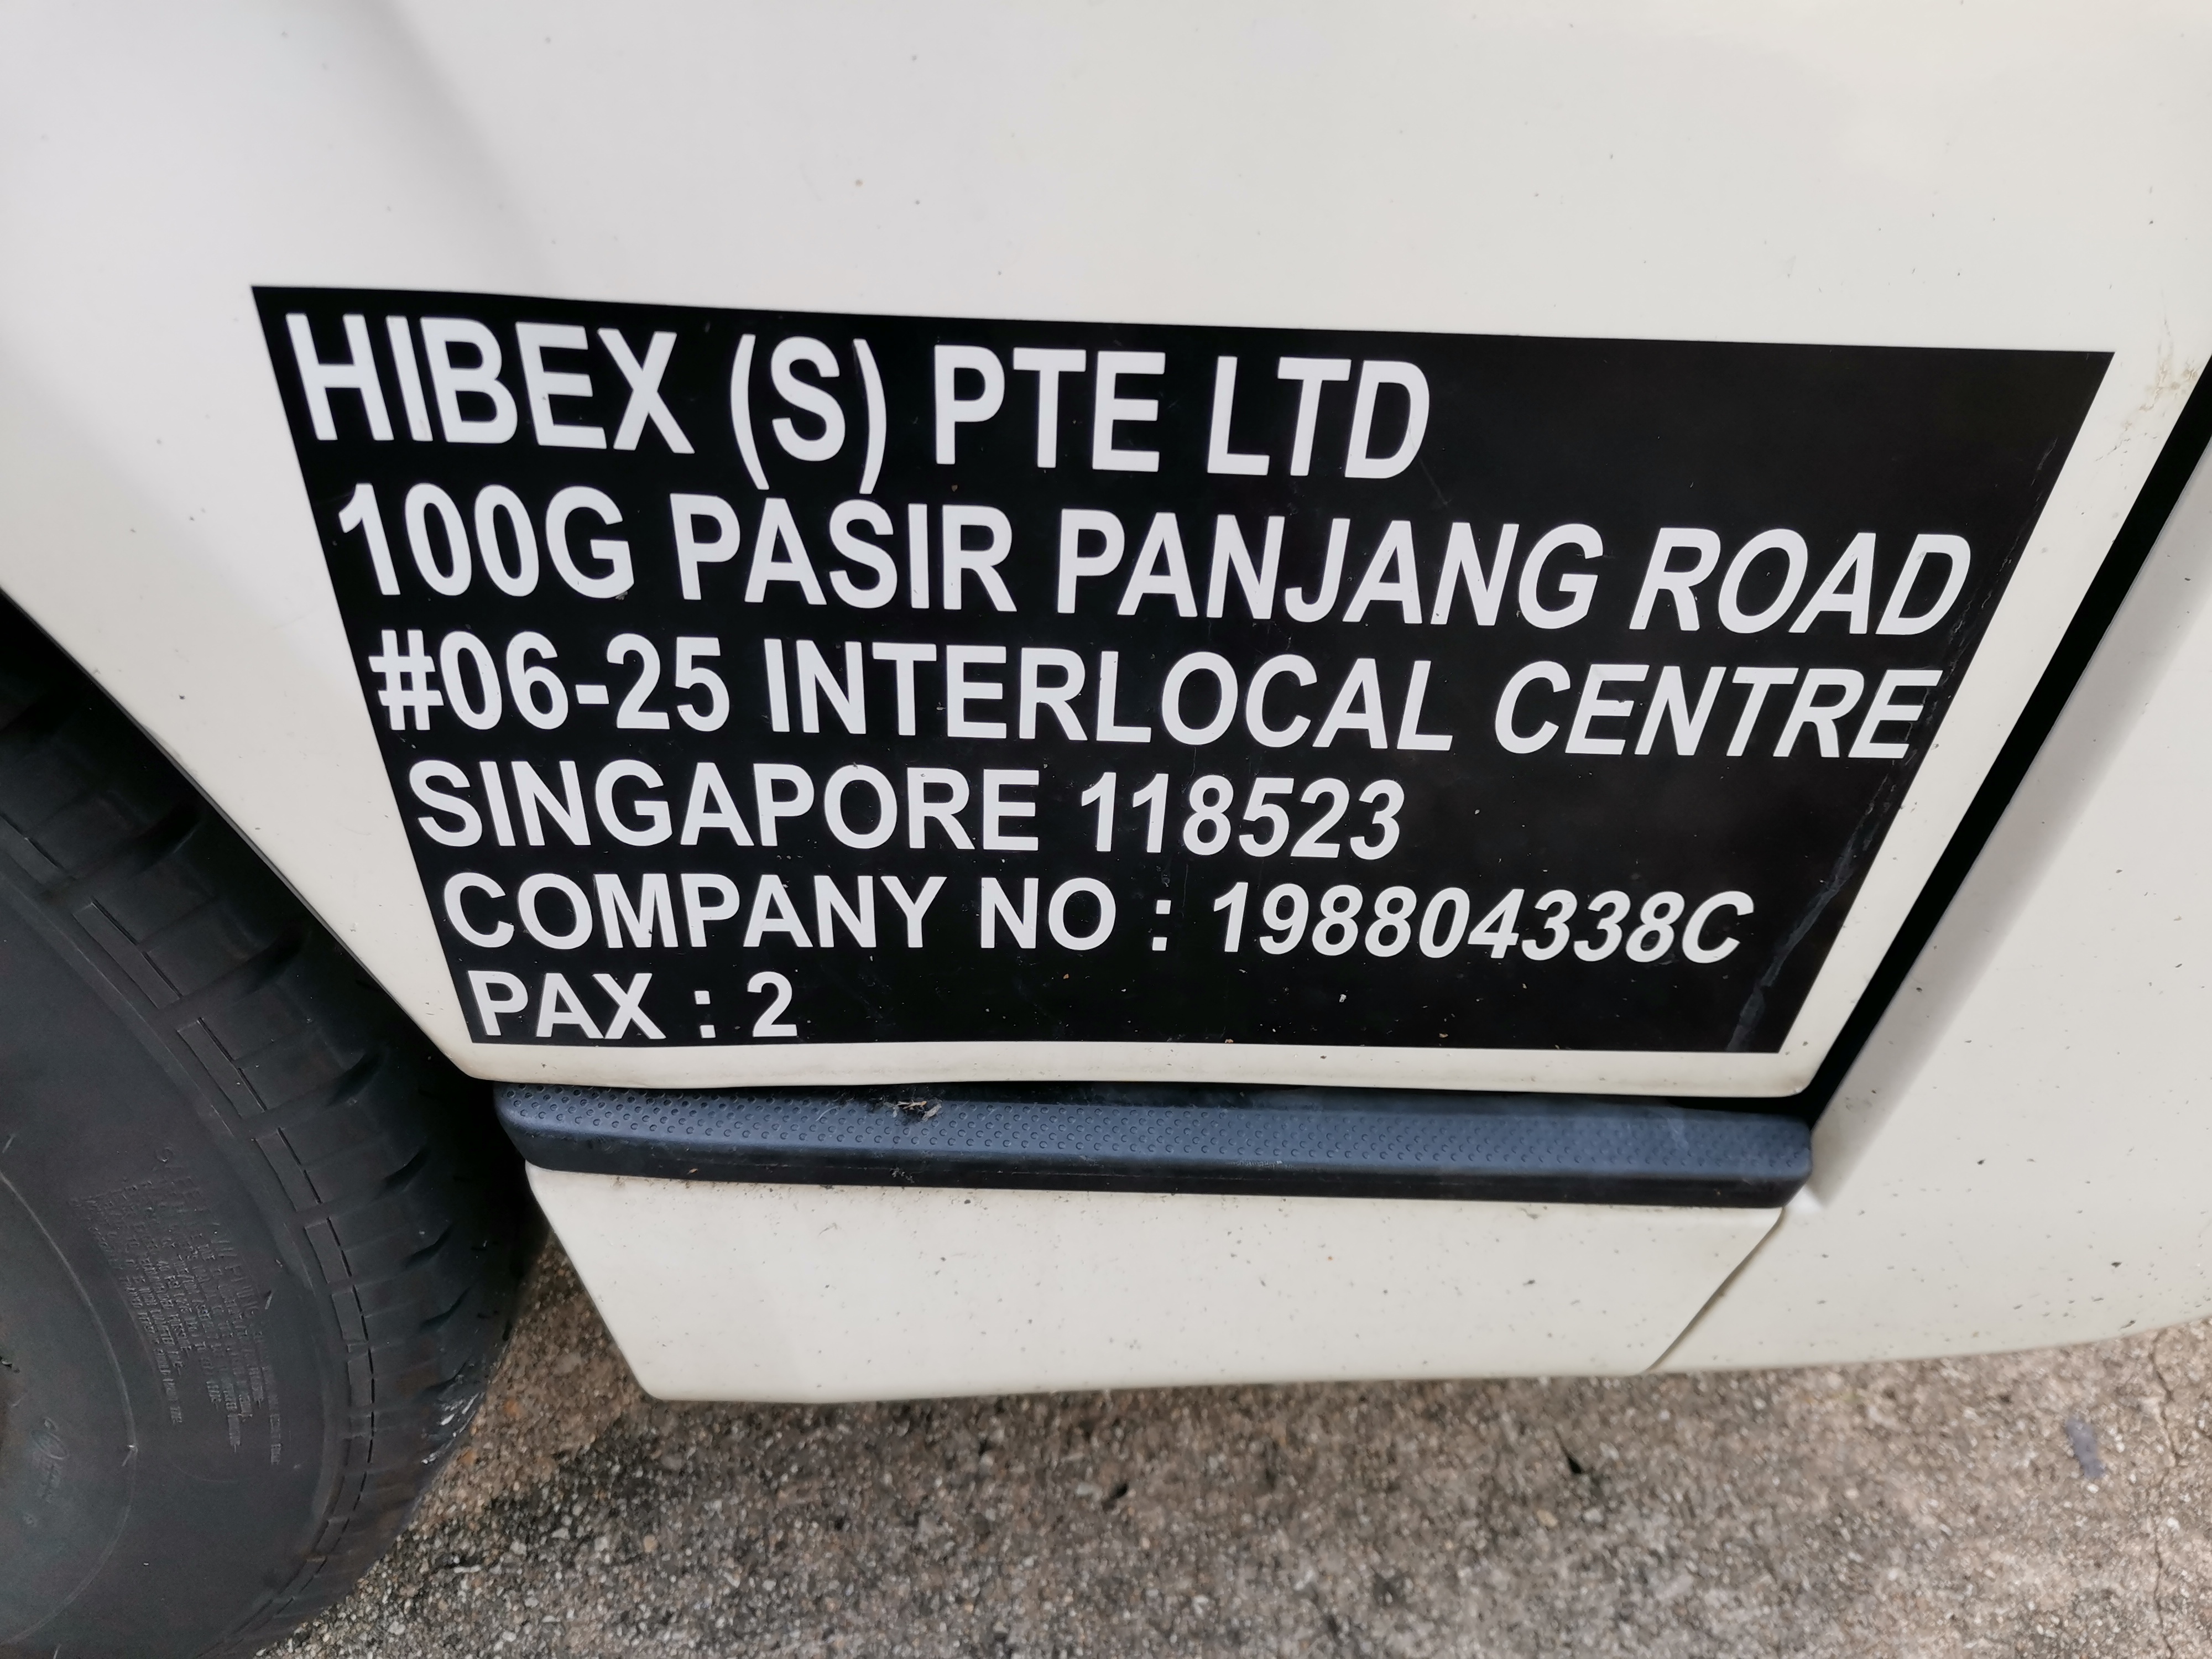 HIBEX (S) PTE LTD
100G PASIR PANJANG ROAD
#06-25 INTERLOCAL CENTRE
SINGAPORE 118523
COMPANY NO : 198804338C
PAX : 2